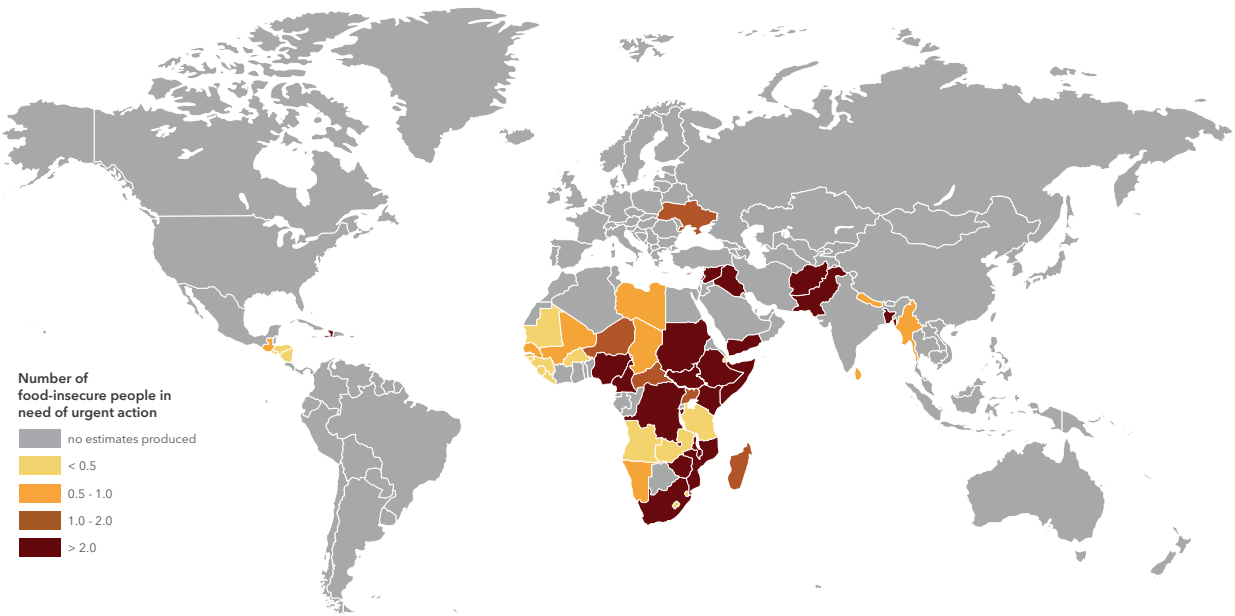 Number of
food-insecure people in
need of urgent action
no estimates produced
< 0.5
0.5 - 1.0
1.0 - 2.0
> 2.0